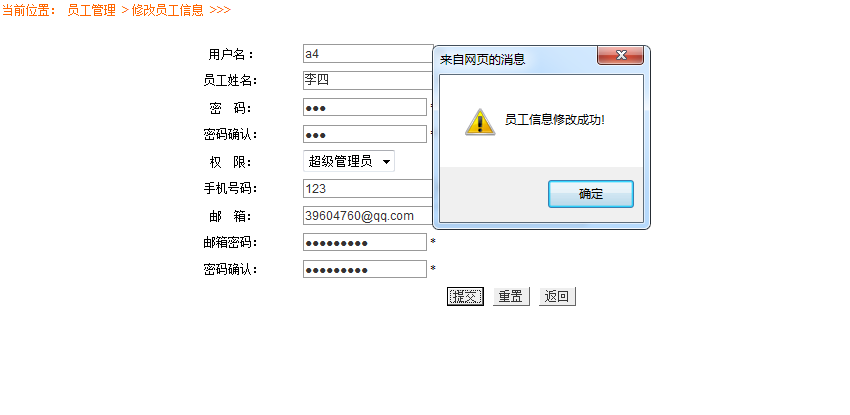 当前位置： 员工管理 > 修改员工信息 >>>
用户名： a4
员工姓名： 李四
密 码： ●●● *
密码确认： ●●● *
权 限： 超级管理员
手机号码： 123
邮 箱： 39604760@qq.com
邮箱密码： ●●●●●●●●● *
密码确认： ●●●●●●●●● *
提交 重置 返回
来自网页的消息
员工信息修改成功!
确定